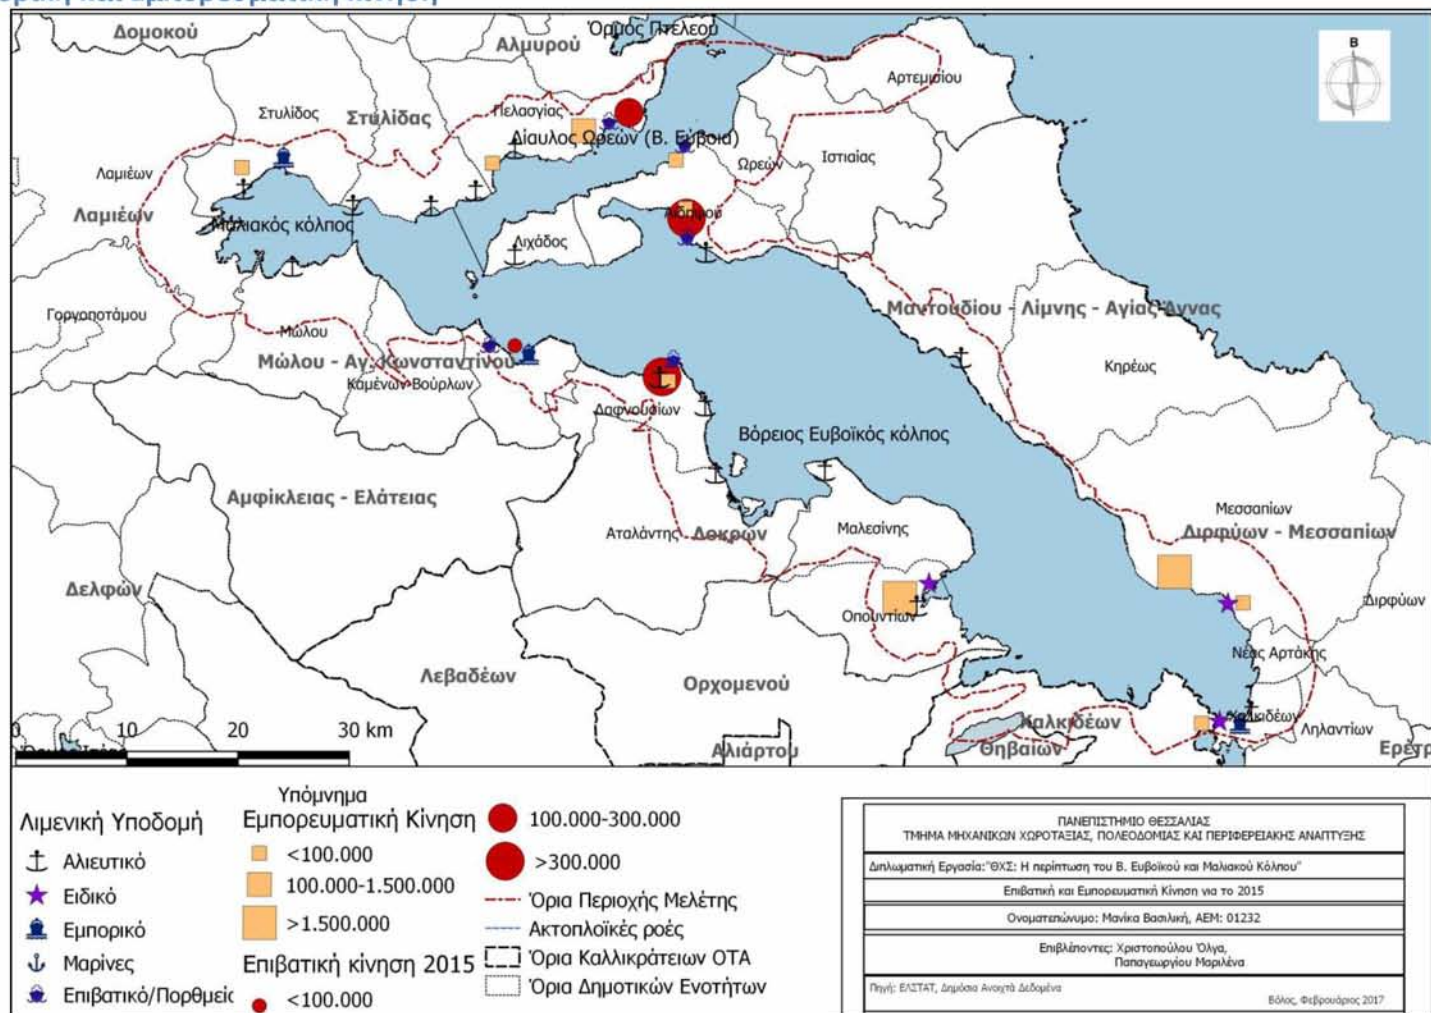 Δομοκού
Αλμυρού
Όρμος Πτελεού
Β
Αρτεμισίου
Στυλίδος
Στυλίδας
Πελασγίας
Δίαυλος Ωρεών (Β. Εύβοια)
Ωρεών
Ιστιαίας
Λαμιέων
Λαμιέων
Μαλιακός κόλπος
Αιδηψού
Λιχάδος
Γοργοποτάμου
Μώλου
Μώλου - Αγ. Κωνσταντίνου
Καμένων Βούρλων
Μαντουδίου - Λίμνης - Αγίας Άννας
Κηρέως
Δαφνουσίων
Βόρειος Ευβοϊκός κόλπος
Αμφίκλειας - Ελάτειας
Αταλάντης
Λοκρών
Μαλεσίνης
Μεσσαπίων
Διρφύων - Μεσσαπίων
Δελφών
Οπουντίων
Διρφύων
Νέας Αρτάκης
Λεβαδέων
Ορχομενού
Χαλκιδέων
Χαλκιδέων
Ληλαντίων
Αλιάρτου
Θηβαίων
0 10 20 30 km
Υπόμνημα
Λιμενική Υποδομή
Αλιευτικό
Ειδικό
Εμπορικό
Μαρίνες
Επιβατικό/Πορθμείο
Εμπορευματική Κίνηση
<100.000
100.000-1.500.000
>1.500.000
Επιβατική κίνηση 2015
<100.000
100.000-300.000
>300.000
Όρια Περιοχής Μελέτης
Ακτοπλοϊκές ροές
Όρια Καλλικράτειων ΟΤΑ
Όρια Δημοτικών Ενοτήτων
ΠΑΝΕΠΙΣΤΗΜΙΟ ΘΕΣΣΑΛΙΑΣ
ΤΜΗΜΑ ΜΗΧΑΝΙΚΩΝ ΧΩΡΟΤΑΞΙΑΣ, ΠΟΛΕΟΔΟΜΙΑΣ ΚΑΙ ΠΕΡΙΦΕΡΕΙΑΚΗΣ ΑΝΑΠΤΥΞΗΣ
Διπλωματική Εργασία:"ΘΧΣ: Η περίπτωση του Β. Ευβοϊκού και Μαλιακού Κόλπου"
Επιβατική και Εμπορευματική Κίνηση για το 2015
Ονοματεπώνυμο: Μανίκα Βασιλική, ΑΕΜ: 01232
Επιβλέποντες: Χριστοπούλου Όλγα,
Παπαγεωργίου Μαριλένα
Πηγή: ΕΛΣΤΑΤ, Δημόσια Ανοιχτά Δεδομένα
Βόλος, Φεβρουάριος 2017